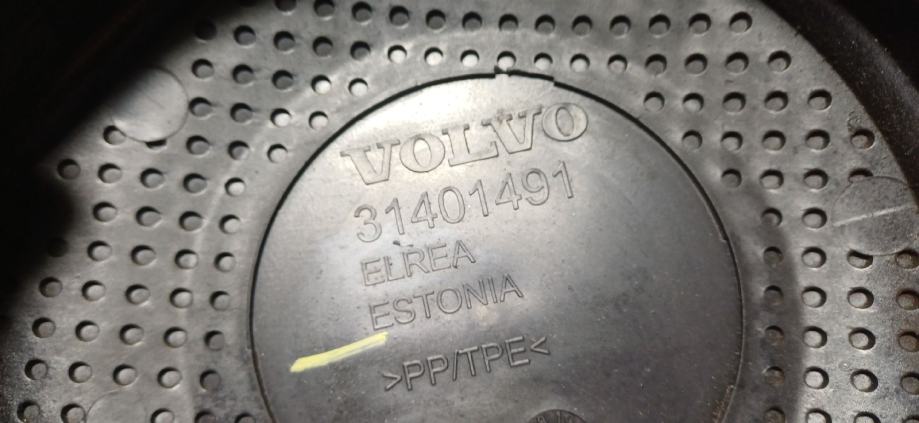 VOLVO
31401491
ELREA
ESTONIA
>PP/TPE<